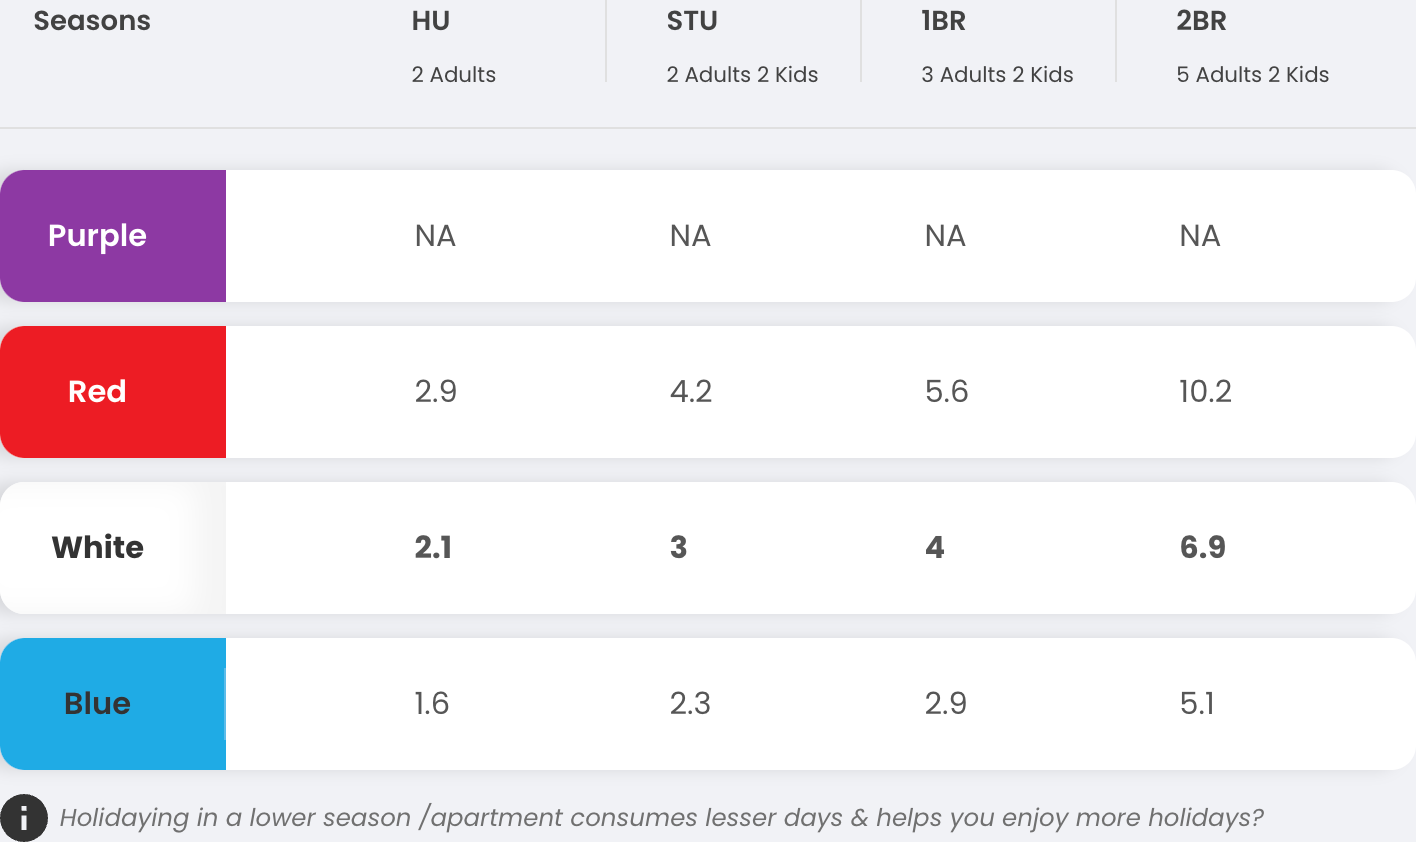 Seasons HU STU 1BR 2BR
2 Adults 2 Adults 2 Kids 3 Adults 2 Kids 5 Adults 2 Kids
Purple NA NA NA NA
Red 2.9 4.2 5.6 10.2
White 2.1 3 4 6.9
Blue 1.6 2.3 2.9 5.1
i Holidaying in a lower season /apartment consumes lesser days & helps you enjoy more holidays?